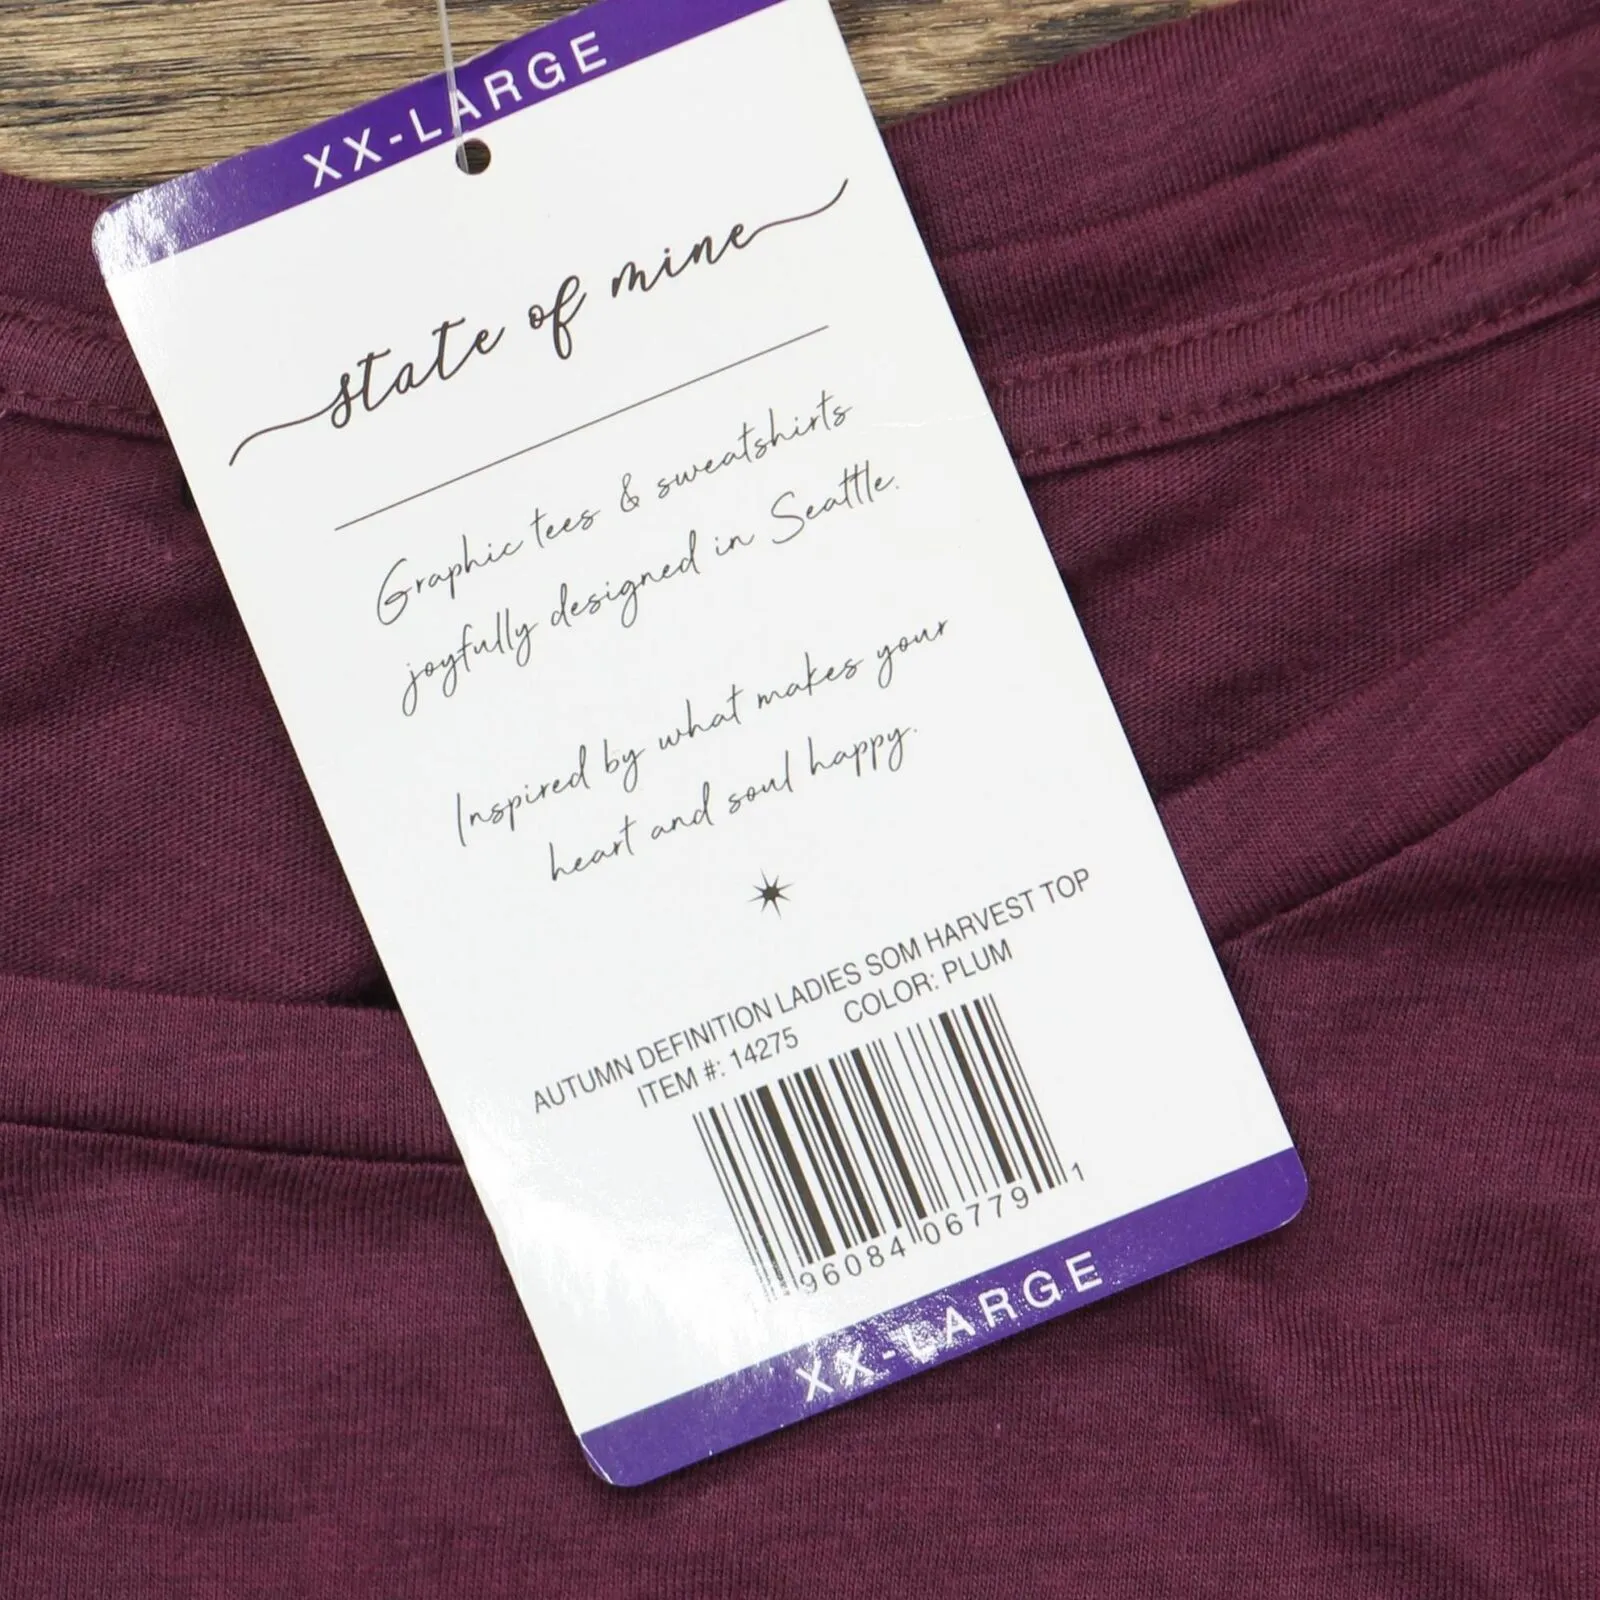 XX-LARGE
state of mine
Graphic tees & sweatshirts
joyfully designed in Seattle.
Inspired by what makes your
heart and soul happy.
AUTUMN DEFINITION LADIES SOM HARVEST TOP
ITEM #: 14275 COLOR: PLUM
96084 06779 1
XX-LARGE